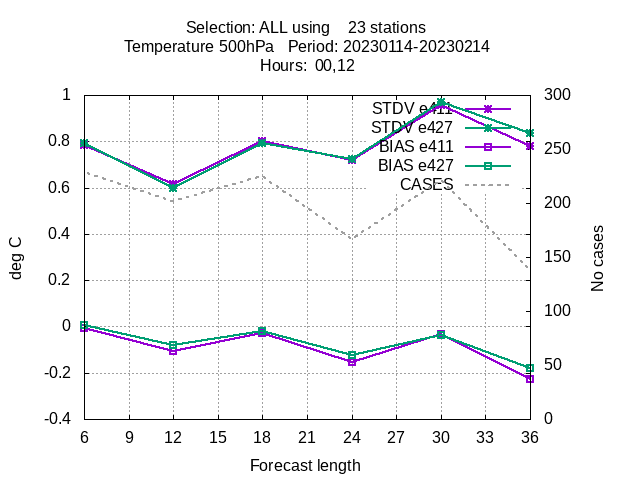 Selection: ALL using    23 stations
Temperature 500hPa   Period: 20230114-20230214
Hours:  00,12
STDV e411
STDV e427
BIAS e411
BIAS e427
CASES
1
0.8
0.6
0.4
0.2
0
-0.2
-0.4
deg C
300
250
200
150
100
50
0
No cases
6 9 12 15 18 21 24 27 30 33 36
Forecast length